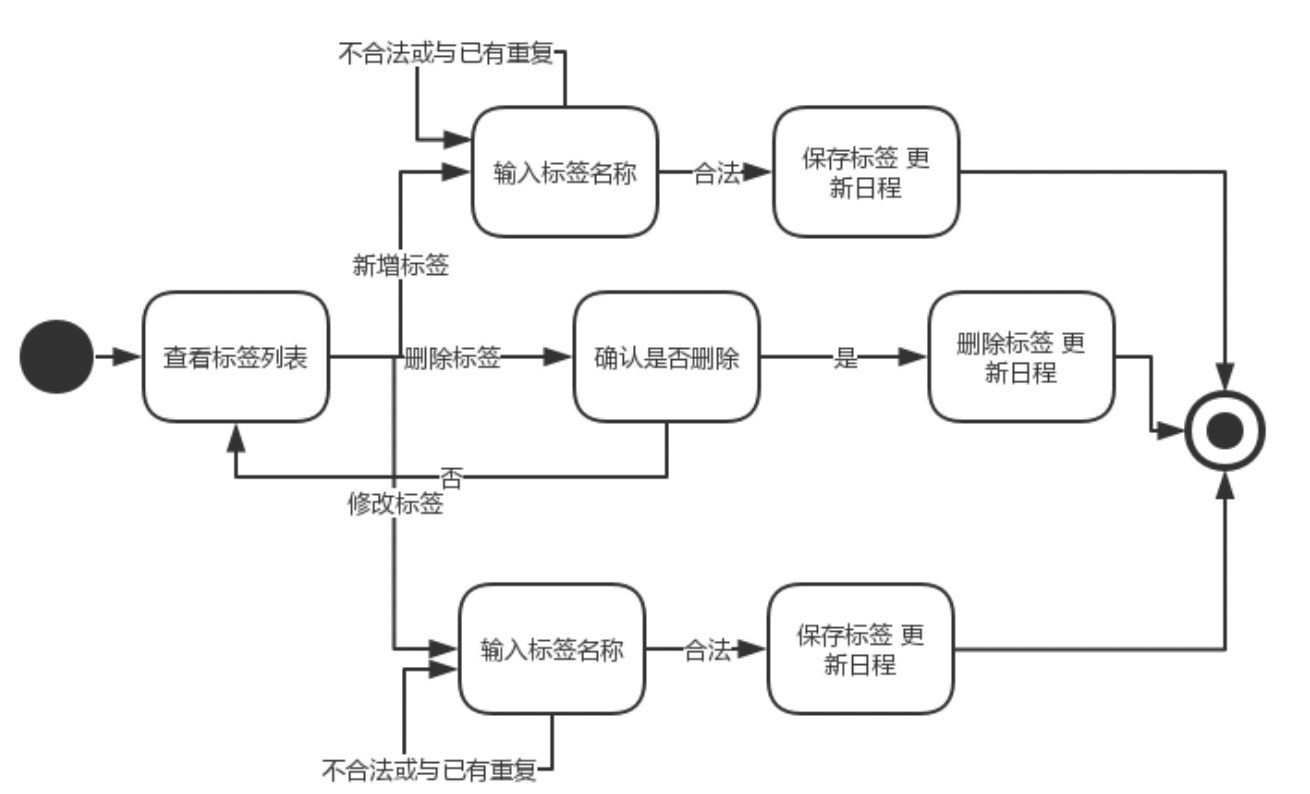 不合法或与已有重复
输入标签名称
合法
保存标签 更
新日程
新增标签
查看标签列表
删除标签
确认是否删除
是
删除标签 更
新日程
否
修改标签
输入标签名称
合法
保存标签 更
新日程
不合法或与已有重复